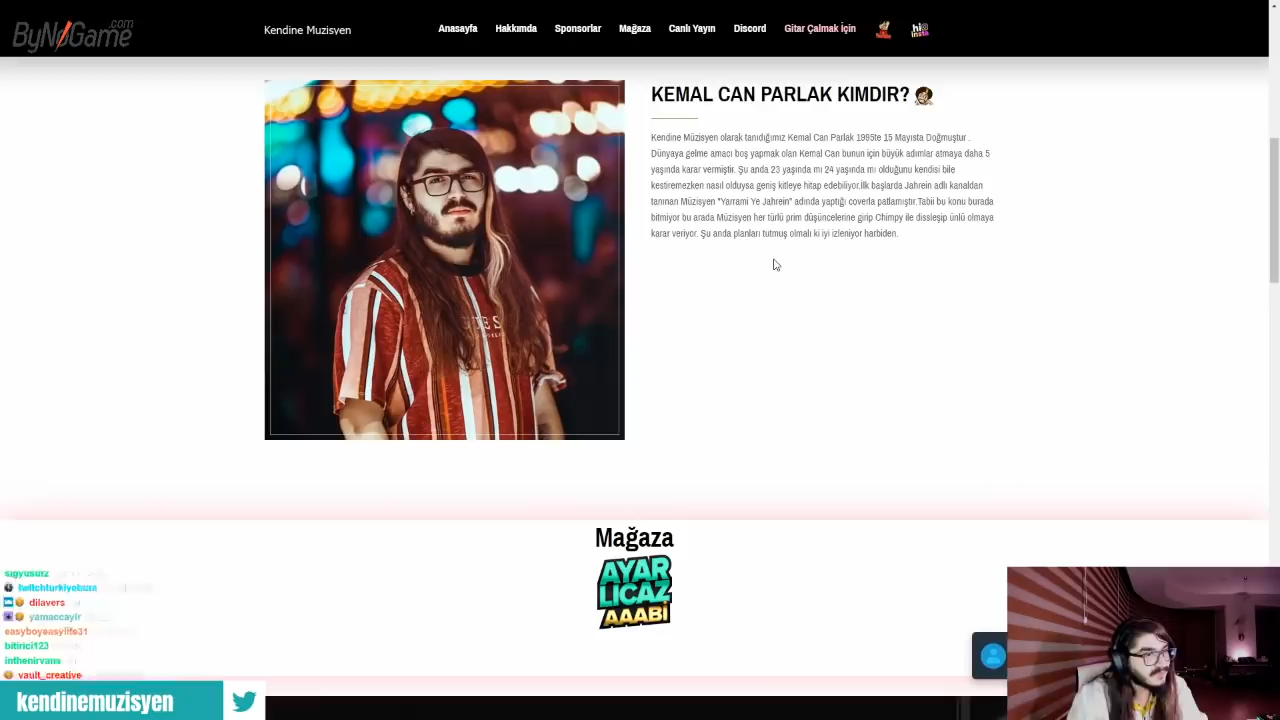 ByNoGame.com
Kendine Muzisyen
Anasayfa
Hakkımda
Sponsorlar
Mağaza
Canlı Yayın
Discord
Gitar Çalmak İçin
KEMAL CAN PARLAK KIMDIR?
Kendine Müzisyen olarak tanıdığımız Kemal Can Parlak 1995te 15 Mayısta Doğmuştur .
Dünyaya gelme amacı boş yapmak olan Kemal Can bunun için büyük adımlar atmaya daha 5
yaşında karar vermiştir. Şu anda 23 yaşında mı 24 yaşında mı olduğunu kendisi bile
kestiremezken nasıl olduysa geniş kitleye hitap edebiliyor.İlk başlarda Jahrein adlı kanaldan
tanınan Müzisyen "Yarrami Ye Jahrein" adında yaptığı coverla patlamıştır.Tabii bu konu burada
bitmiyor bu arada Müzisyen her türlü prim düşüncelerine girip Chimpy ile dissleşip ünlü olmaya
karar veriyor. Şu anda planları tutmuş olmalı ki iyi izleniyor harbiden.
Mağaza
AYAR
LICAZ
AAABİ
dilavers
yamaccayir
easyboyeasylife31
bitirici123
inthenirvana
vault_creative
kendinemuzisyen